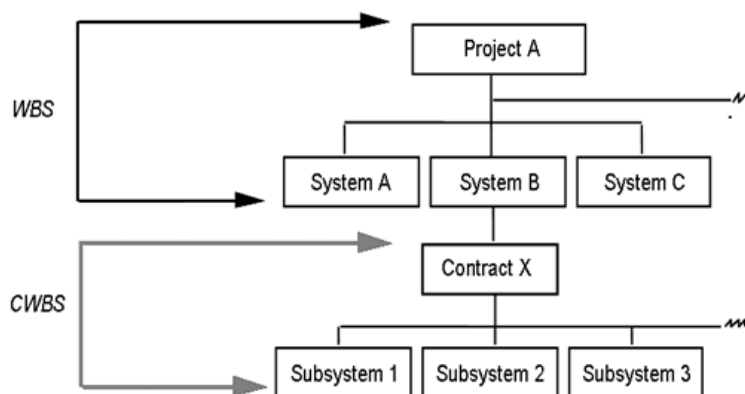 Project A
WBS
System A
System B
System C
Contract X
CWBS
Subsystem 1
Subsystem 2
Subsystem 3